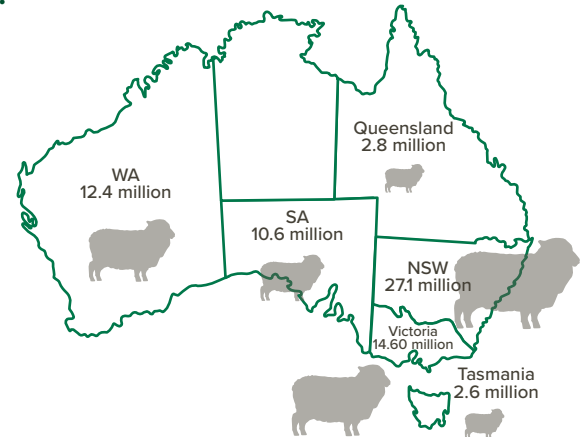 Queensland
2.8 million
WA
12.4 million
SA
10.6 million
NSW
27.1 million
Victoria
14.60 million
Tasmania
2.6 million